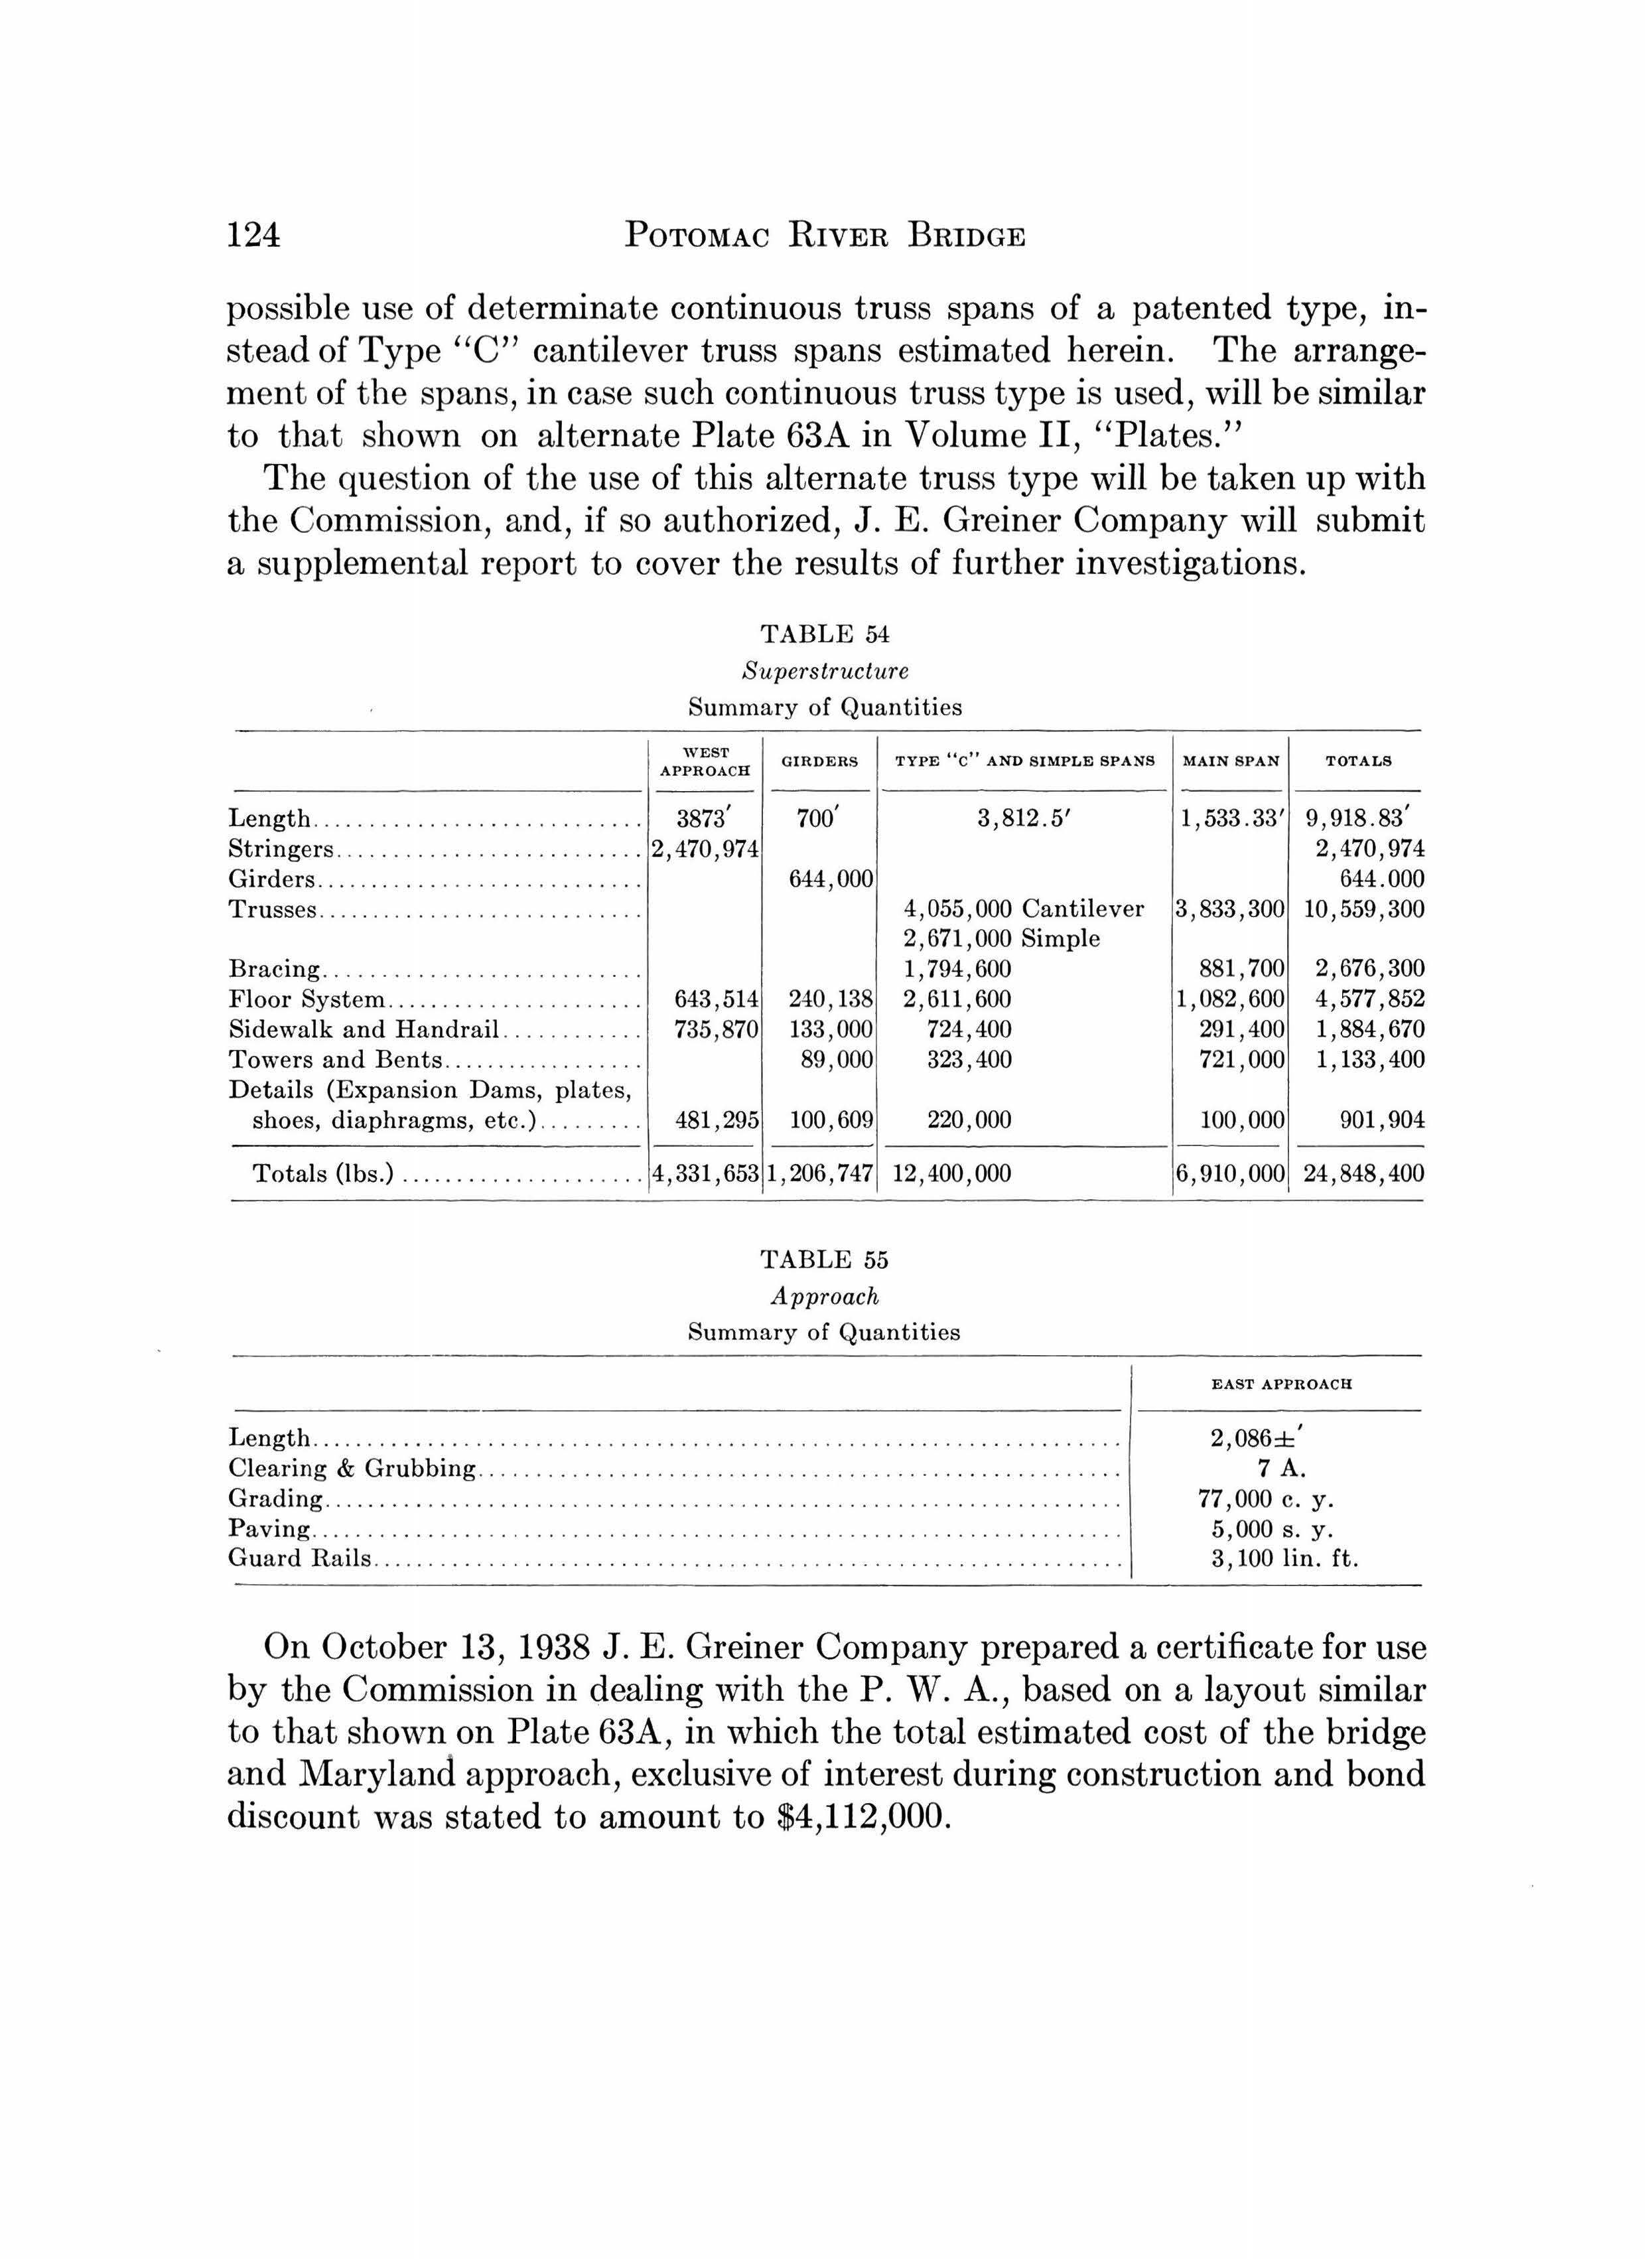 124 POTOMAC RIVER BRIDGE
possible use of determinate continuous truss spans of a patented type, in-
stead of Type “C” cantilever truss spans estimated herein. The arrange-
ment of the spans, in case such continuous truss type is used, will be similar
to that shown on alternate Plate 63A in Volume II, “Plates.”
The question of the use of this alternate truss type will be taken up with
the Commission, and, if so authorized, J. E. Greiner Company will submit
a supplemental report to cover the results of further investigations.
TABLE 54
Superstructure
Summary of Quantities
WEST APPROACH GIRDERS TYPE “C” AND SIMPLE SPANS MAIN SPAN TOTALS
Length 3873′ 700′ 3,812.5′ 1,533.33′ 9,918.83′
Stringers 2,470,974 2,470,974
Girders 644,000 644.000
Trusses 4,055,000 Cantilever 3,833,300 10,559,300
2,671,000 Simple
Bracing 1,794,600 881,700 2,676,300
Floor System 643,514 240,138 2,611,600 1,082,600 4,577,852
Sidewalk and Handrail 735,870 133,000 724,400 291,400 1,884,670
Towers and Bents 89,000 323,400 721,000 1,133,400
Details (Expansion Dams, plates,
shoes, diaphragms, etc.) 481,295 100,609 220,000 100,000 901,904
Totals (lbs.) 4,331,653 1,206,747 12,400,000 6,910,000 24,848,400
TABLE 55
Approach
Summary of Quantities
EAST APPROACH
Length 2,086±′
Clearing & Grubbing 7 A.
Grading 77,000 c. y.
Paving 5,000 s. y.
Guard Rails 3,100 lin. ft.
On October 13, 1938 J. E. Greiner Company prepared a certificate for use
by the Commission in dealing with the P. W. A., based on a layout similar
to that shown on Plate 63A, in which the total estimated cost of the bridge
and Maryland approach, exclusive of interest during construction and bond
discount was stated to amount to $4,112,000.